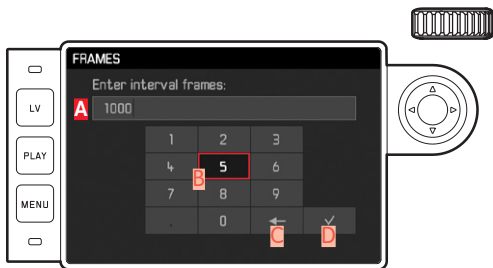 FRAMES
Enter interval frames:
A 1000
LV
PLAY
MENU
1 2 3
4 5 6
B
7 8 9
. 0
C D